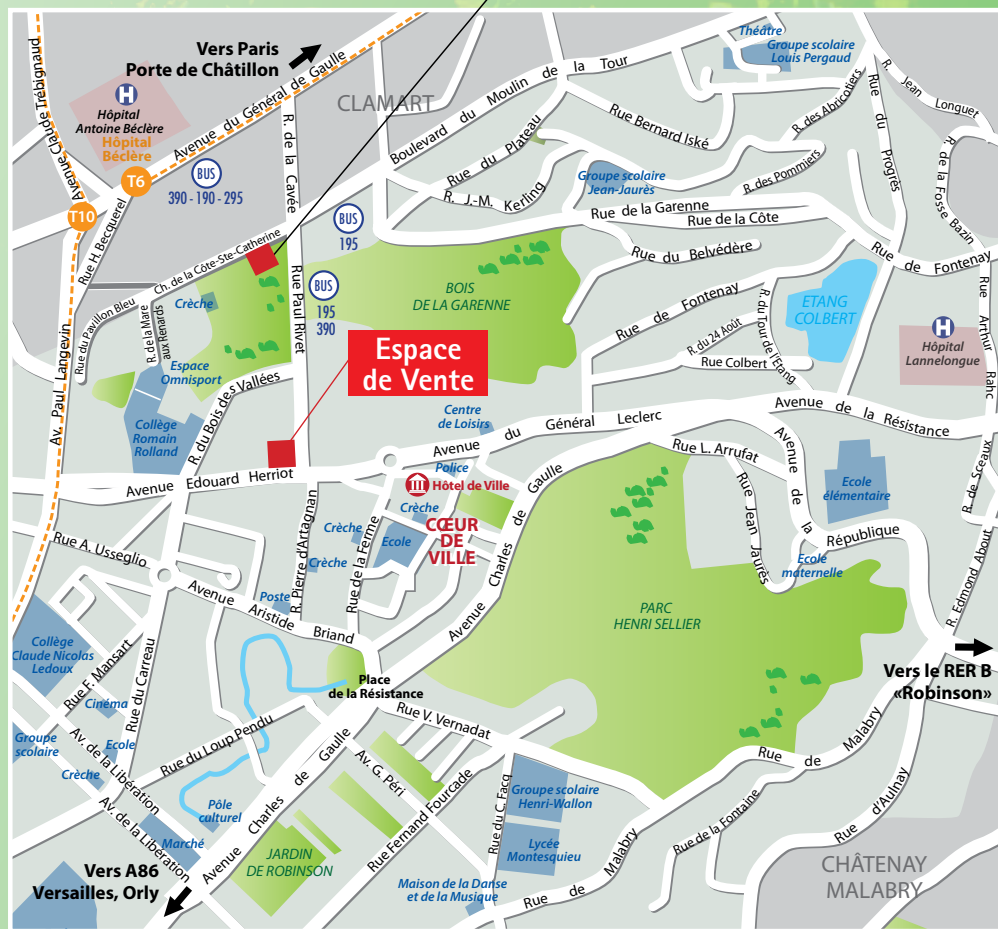 Vers Paris
Porte de Châtillon
Avenue Claude Trébignaud
H
Hôpital
Antoine Béclère
Hôpital
Béclère
T6
T10
Avenue du Général de Gaulle
BUS
390 - 190 - 295
CLAMART
R. de la Cavée
Boulevard du Moulin de la Tour
Théâtre
Groupe scolaire
Louis Pergaud
R. Jean Longuet
Rue du Progrès
R. des Abricotiers
Rue Bernard Iské
Rue du Plateau
R. J.-M. Kerling
Groupe scolaire
Jean-Jaurès
R. des Pommiers
R. de la Fosse Bazin
Rue H. Becquerel
Ch. de la Côte-Ste-Catherine
BUS
195
Rue de la Garenne
Rue de la Côte
Rue du Belvédère
Rue de Fontenay
Rue du Pavillon Bleu
R. de la Mare
aux Renards
Crèche
Rue Paul Rivet
BUS
195
390
BOIS
DE LA GARENNE
Rue de Fontenay
R. du 24 Août
Rue Colbert
R. du Tour de l'Etang
ETANG
COLBERT
H
Hôpital
Lannelongue
Rue Arthur Rahc
Av. Paul Langevin
Espace
Omnisport
Collège
Romain
Rolland
R. du Bois des Vallées
Espace
de Vente
Centre
de Loisirs
Avenue du Général Leclerc
Avenue de la Résistance
Avenue Edouard Herriot
Police
Hôtel de Ville
Crèche
CŒUR
DE
VILLE
Crèche
Ecole
Crèche
R. Pierre d'Artagnan
Rue de la Ferme
Avenue Charles de Gaulle
Rue L. Arrufat
Rue Jean Jaurès
Avenue de la République
Ecole
élémentaire
Ecole
maternelle
R. de Sceaux
R. Edmond About
Rue A. Usseglio
Avenue Aristide Briand
Poste
PARC
HENRI SELLIER
Collège
Claude Nicolas
Ledoux
Rue F. Mansart
Rue du Carreau
Place
de la Résistance
Vers le RER B
«Robinson»
Cinéma
Groupe
scolaire
Ecole
Crèche
Av. de la Libération
Av. de la Libération
Rue du Loup Pendu
Pôle
culturel
Marché
Avenue Charles de Gaulle
Rue V. Vernadat
Av. G. Péri
Rue Fernand Fourcade
Rue du C. Facq
Groupe scolaire
Henri-Wallon
Lycée
Montesquieu
Rue de Malabry
Rue de Malabry
Rue de la Fontaine
Rue d'Aulnay
JARDIN
DE ROBINSON
Vers A86
Versailles, Orly
Maison de la Danse
et de la Musique
CHÂTENAY
MALABRY